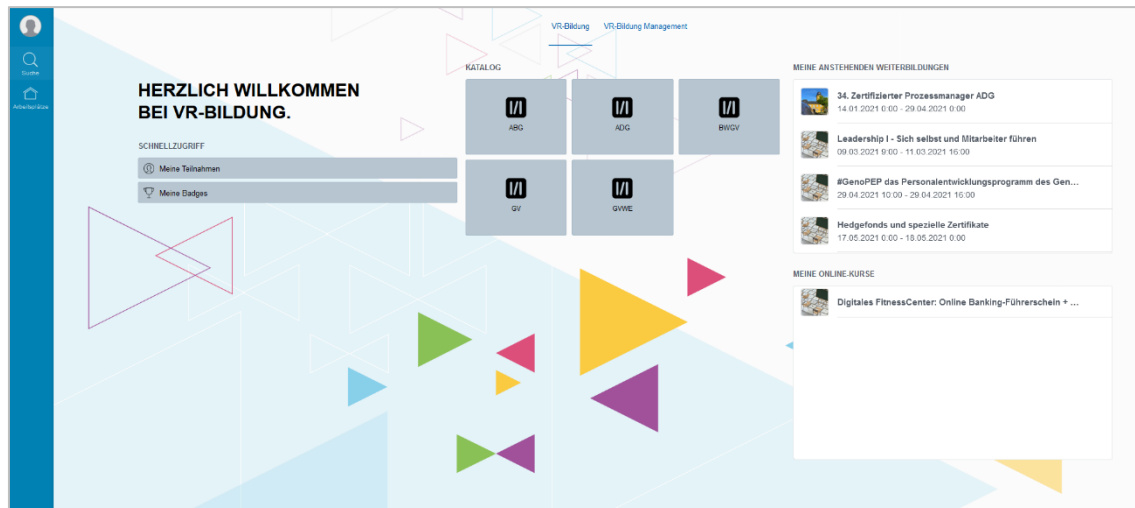 VR-Bildung
VR-Bildung Management
Suche
Arbeitsplätze
HERZLICH WILLKOMMEN
BEI VR-BILDUNG.
SCHNELLZUGRIFF
Meine Teilnahmen
Meine Badges
KATALOG
ABG
ADG
BWGV
GV
GVWE
MEINE ANSTEHENDEN WEITERBILDUNGEN
34. Zertifizierter Prozessmanager ADG
14.01.2021 0:00 - 29.04.2021 0:00
Leadership I - Sich selbst und Mitarbeiter führen
09.03.2021 9:00 - 11.03.2021 16:00
#GenoPEP das Personalentwicklungsprogramm des Gen...
29.04.2021 10:00 - 29.04.2021 16:00
Hedgefonds und spezielle Zertifikate
17.05.2021 0:00 - 18.05.2021 0:00
MEINE ONLINE-KURSE
Digitales FitnessCenter: Online Banking-Führerschein + ...